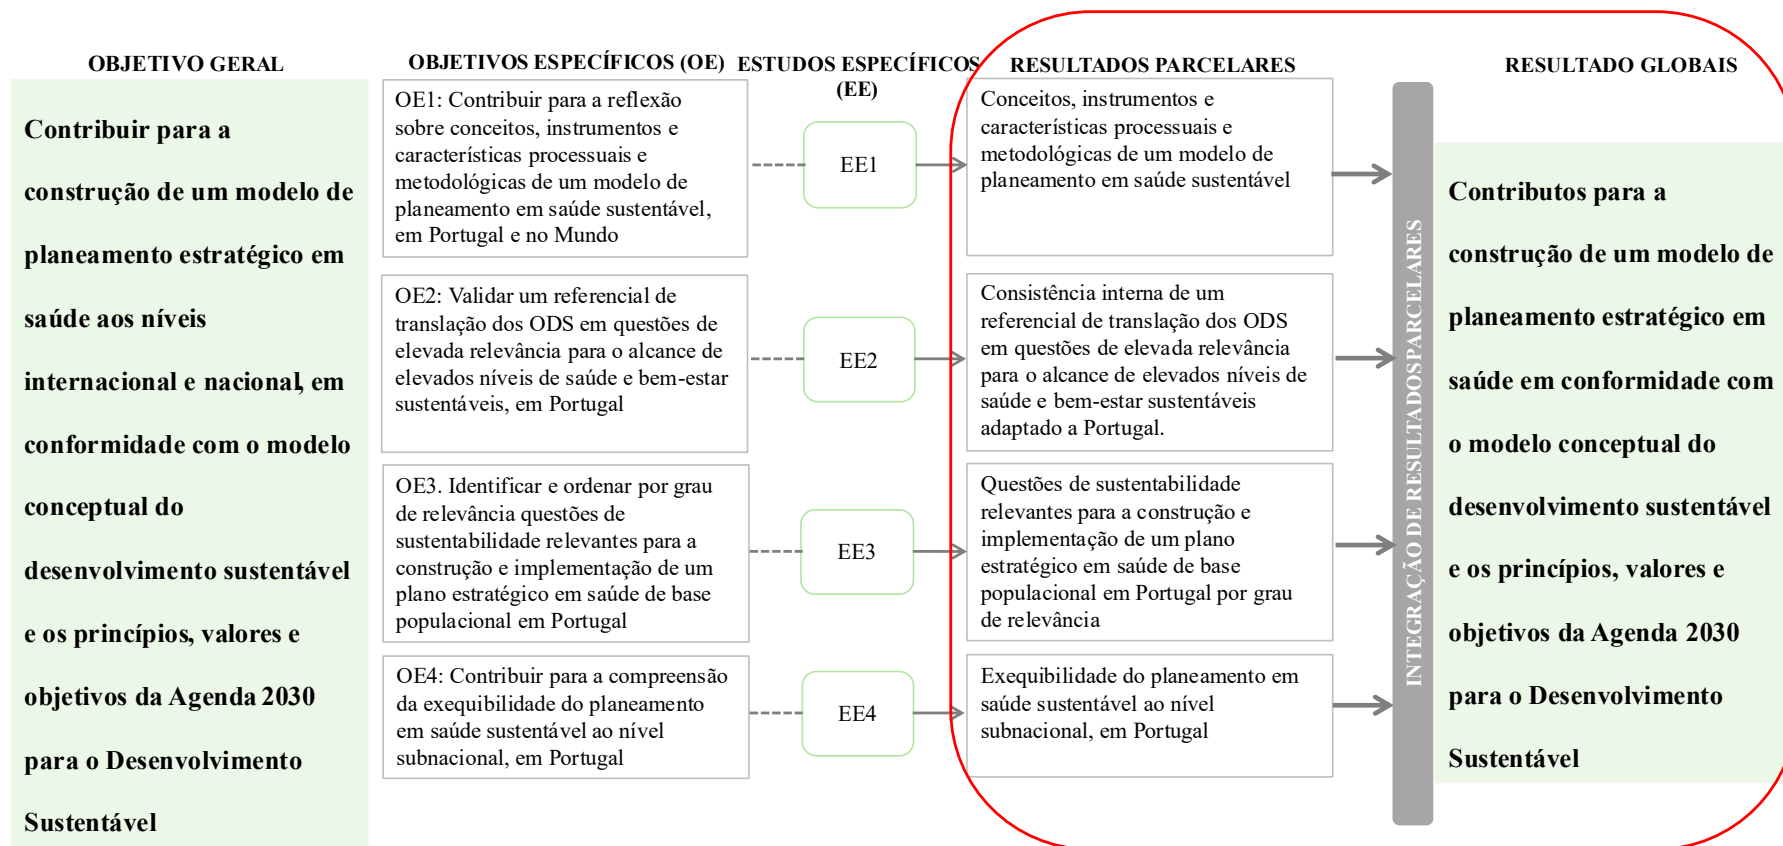 OBJETIVO GERAL
Contribuir para a
construção de um modelo de
planeamento estratégico em
saúde aos níveis
internacional e nacional, em
conformidade com o modelo
conceptual do
desenvolvimento sustentável
e os princípios, valores e
objetivos da Agenda 2030
para o Desenvolvimento
Sustentável
OBJETIVOS ESPECÍFICOS (OE)
OE1: Contribuir para a reflexão
sobre conceitos, instrumentos e
características processuais e
metodológicas de um modelo de
planeamento em saúde sustentável,
em Portugal e no Mundo
OE2: Validar um referencial de
translação dos ODS em questões de
elevada relevância para o alcance de
elevados níveis de saúde e bem-estar
sustentáveis, em Portugal
OE3. Identificar e ordenar por grau
de relevância questões de
sustentabilidade relevantes para a
construção e implementação de um
plano estratégico em saúde de base
populacional em Portugal
OE4: Contribuir para a compreensão
da exequibilidade do planeamento
em saúde sustentável ao nível
subnacional, em Portugal
ESTUDOS ESPECÍFICOS
(EE)
EE1
EE2
EE3
EE4
RESULTADOS PARCELARES
Conceitos, instrumentos e
características processuais e
metodológicas de um modelo de
planeamento em saúde sustentável
Consistência interna de um
referencial de translação dos ODS
em questões de elevada relevância
para o alcance de elevados níveis de
saúde e bem-estar sustentáveis
adaptado a Portugal.
Questões de sustentabilidade
relevantes para a construção e
implementação de um plano
estratégico em saúde de base
populacional em Portugal por grau
de relevância
Exequibilidade do planeamento em
saúde sustentável ao nível
subnacional, em Portugal
INTEGRAÇÃO DE RESULTADOS PARCELARES
RESULTADO GLOBAIS
Contributos para a
construção de um modelo de
planeamento estratégico em
saúde em conformidade com
o modelo conceptual do
desenvolvimento sustentável
e os princípios, valores e
objetivos da Agenda 2030
para o Desenvolvimento
Sustentável